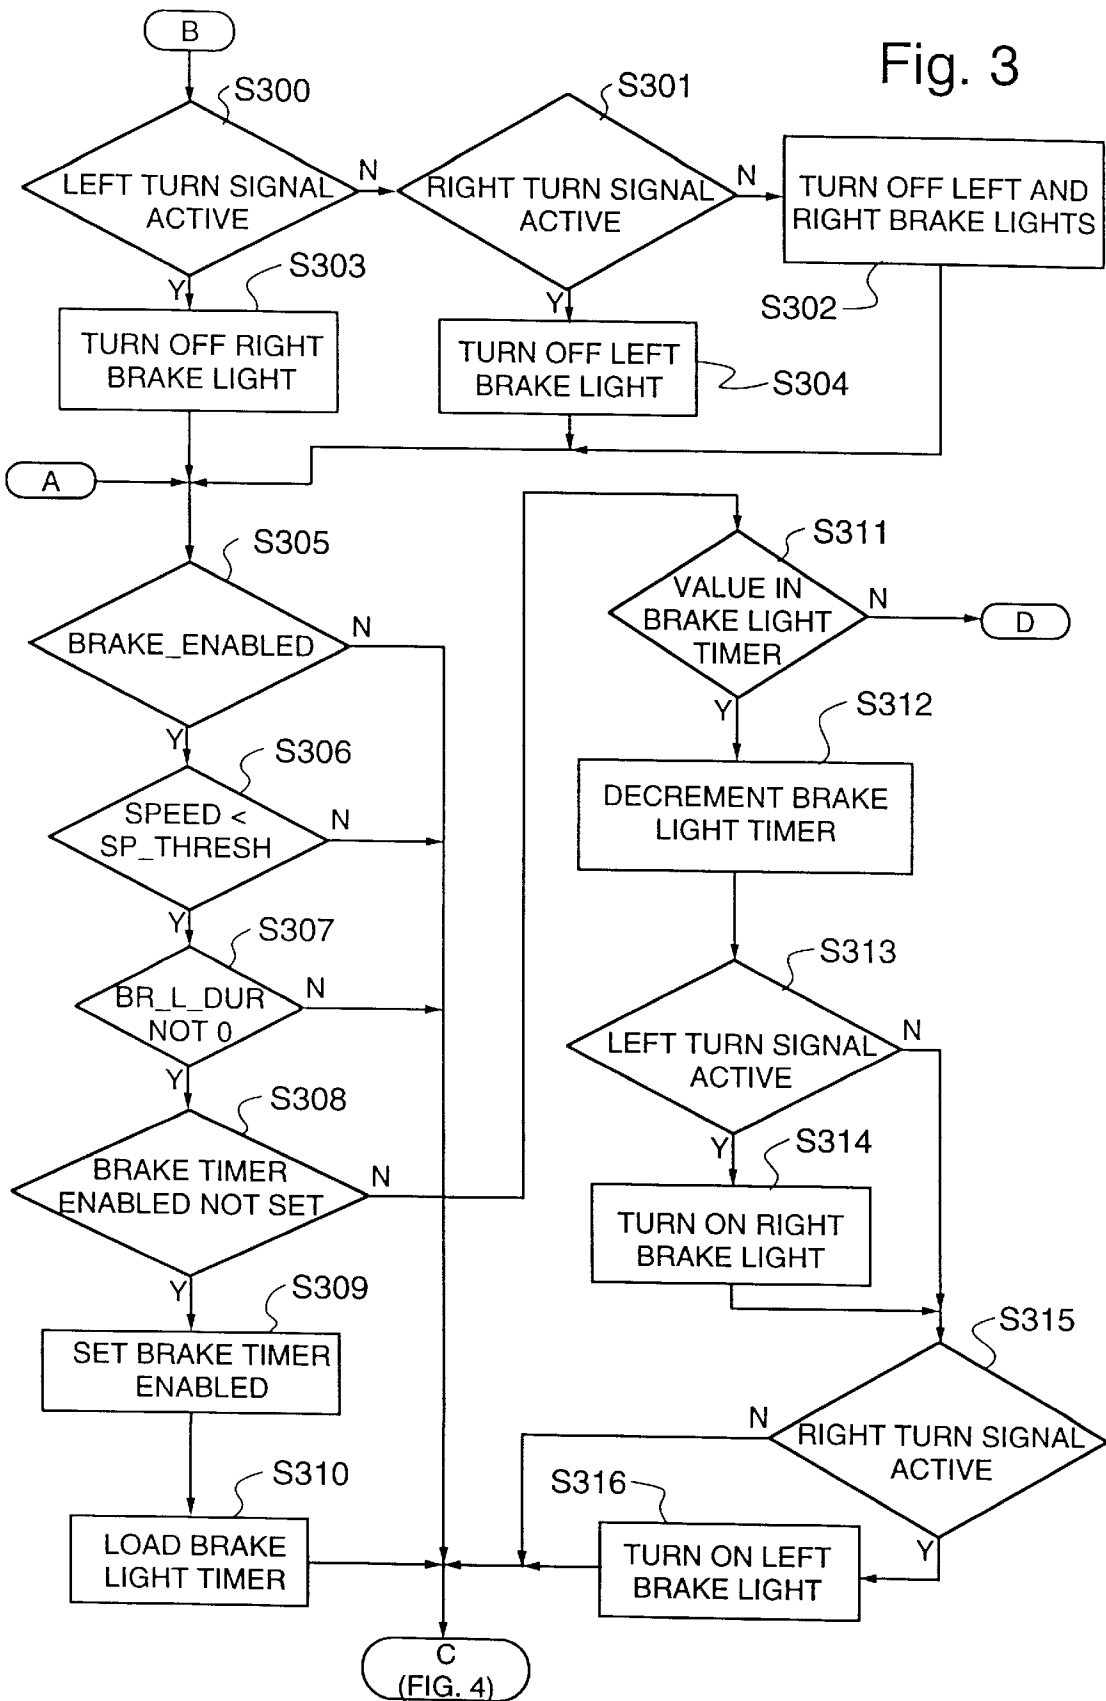 B
Fig. 3
S300
S301
LEFT TURN SIGNAL
ACTIVE
N
RIGHT TURN SIGNAL
ACTIVE
N
TURN OFF LEFT AND
RIGHT BRAKE LIGHTS
Y
S303
Y
S302
TURN OFF RIGHT
BRAKE LIGHT
TURN OFF LEFT
BRAKE LIGHT
S304
A
S305
BRAKE_ENABLED
N
S311
VALUE IN
BRAKE LIGHT
TIMER
N
D
Y
S306
SPEED <
SP_THRESH
N
Y
S312
DECREMENT BRAKE
LIGHT TIMER
Y
S307
BR_L_DUR
NOT 0
N
S313
LEFT TURN SIGNAL
ACTIVE
N
Y
S308
BRAKE TIMER
ENABLED NOT SET
N
Y
S314
TURN ON RIGHT
BRAKE LIGHT
Y
S309
SET BRAKE TIMER
ENABLED
S315
RIGHT TURN SIGNAL
ACTIVE
N
Y
S310
LOAD BRAKE
LIGHT TIMER
S316
TURN ON LEFT
BRAKE LIGHT
C
(FIG. 4)